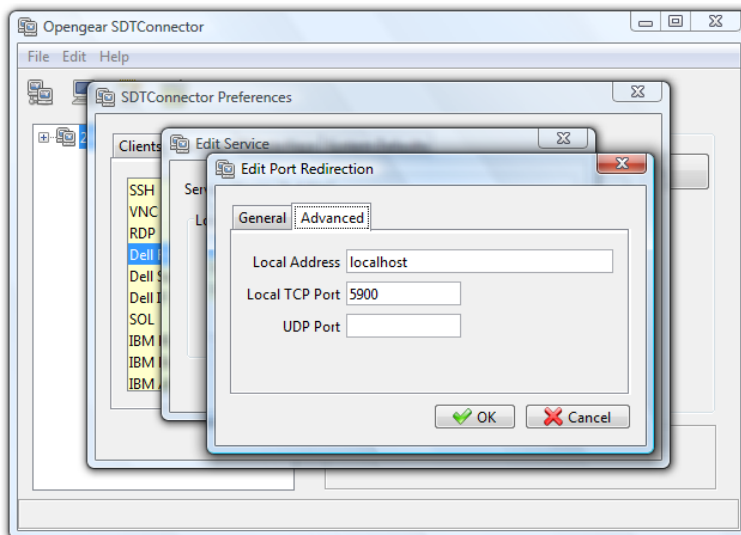 Opengear SDTConnector
File Edit Help
SDTConnector Preferences
Clients
Edit Service
SSH
VNC
RDP
Dell
Dell
Dell
SOL
IBM
IBM
IBM
Edit Port Redirection
General Advanced
Local Address localhost
Local TCP Port 5900
UDP Port
OK Cancel